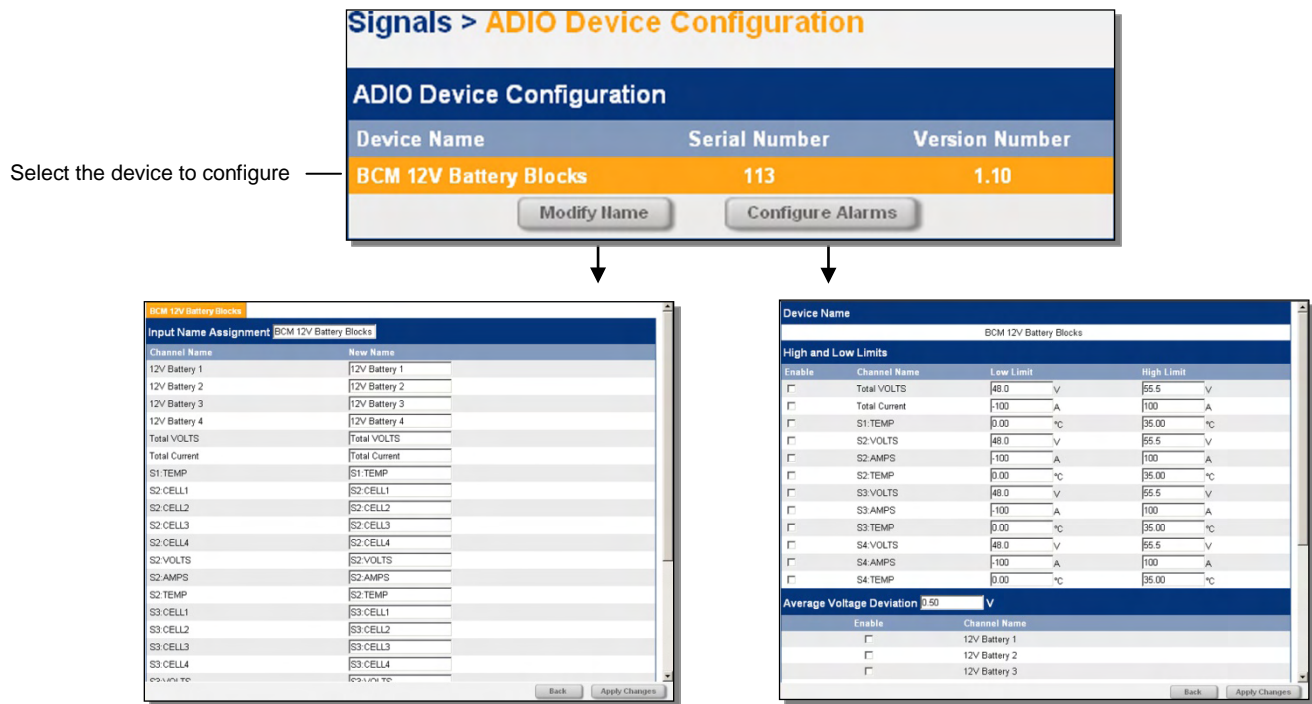 Signals > ADIO Device Configuration
ADIO Device Configuration
Device Name Serial Number Version Number
Select the device to configure
BCM 12V Battery Blocks 113 1.10
Modify Name Configure Alarms
BCM 12V Battery Blocks
Input Name Assignment BCM 12V Battery Blocks
Channel Name New Name
12V Battery 1 12V Battery 1
12V Battery 2 12V Battery 2
12V Battery 3 12V Battery 3
12V Battery 4 12V Battery 4
Total VOLTS Total VOLTS
Total Current Total Current
S1:TEMP S1:TEMP
S2:CELL1 S2:CELL1
S2:CELL2 S2:CELL2
S2:CELL3 S2:CELL3
S2:CELL4 S2:CELL4
S2:VOLTS S2:VOLTS
S2:AMPS S2:AMPS
S2:TEMP S2:TEMP
S3:CELL1 S3:CELL1
S3:CELL2 S3:CELL2
S3:CELL3 S3:CELL3
S3:CELL4 S3:CELL4
S3:VOLTS S3:VOLTS
Back Apply Changes
Device Name
BCM 12V Battery Blocks
High and Low Limits
Enable Channel Name Low Limit High Limit
Total VOLTS 48.0 V 55.5 V
Total Current -100 A 100 A
S1:TEMP 0.00 °C 35.00 °C
S2:VOLTS 48.0 V 55.5 V
S2:AMPS -100 A 100 A
S2:TEMP 0.00 °C 35.00 °C
S3:VOLTS 48.0 V 55.5 V
S3:AMPS -100 A 100 A
S3:TEMP 0.00 °C 35.00 °C
S4:VOLTS 48.0 V 55.5 V
S4:AMPS -100 A 100 A
S4:TEMP 0.00 °C 35.00 °C
Average Voltage Deviation 0.50 V
Enable Channel Name
12V Battery 1
12V Battery 2
12V Battery 3
Back Apply Changes